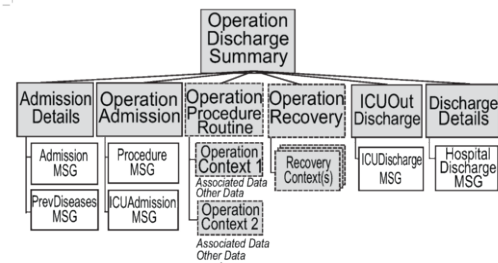 Operation
Discharge
Summary
Admission
Details
Operation
Admission
Operation
Procedure
Routine
Operation
Recovery
ICUOut
Discharge
Discharge
Details
Admission
MSG
PrevDiseases
MSG
Procedure
MSG
ICUAdmission
MSG
Operation
Context 1
Associated Data
Other Data
Operation
Context 2
Associated Data
Other Data
Recovery
Context(s)
ICUDischarge
MSG
Hospital
Discharge
MSG